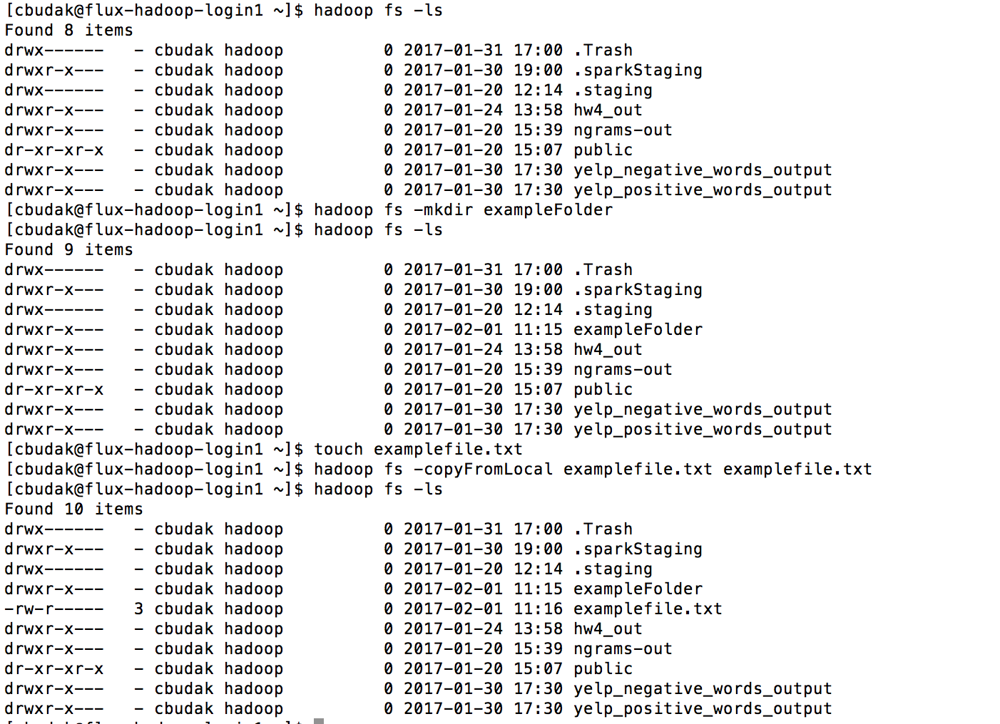 [cbudak@flux-hadoop-login1 ~]$ hadoop fs -ls
Found 8 items
drwx------   - cbudak hadoop          0 2017-01-31 17:00 .Trash
drwxr-x---   - cbudak hadoop          0 2017-01-30 19:00 .sparkStaging
drwx------   - cbudak hadoop          0 2017-01-20 12:14 .staging
drwxr-x---   - cbudak hadoop          0 2017-01-24 13:58 hw4_out
drwxr-x---   - cbudak hadoop          0 2017-01-20 15:39 ngrams-out
dr-xr-xr-x   - cbudak hadoop          0 2017-01-20 15:07 public
drwxr-x---   - cbudak hadoop          0 2017-01-30 17:30 yelp_negative_words_output
drwxr-x---   - cbudak hadoop          0 2017-01-30 17:30 yelp_positive_words_output
[cbudak@flux-hadoop-login1 ~]$ hadoop fs -mkdir exampleFolder
[cbudak@flux-hadoop-login1 ~]$ hadoop fs -ls
Found 9 items
drwx------   - cbudak hadoop          0 2017-01-31 17:00 .Trash
drwxr-x---   - cbudak hadoop          0 2017-01-30 19:00 .sparkStaging
drwx------   - cbudak hadoop          0 2017-01-20 12:14 .staging
drwxr-x---   - cbudak hadoop          0 2017-02-01 11:15 exampleFolder
drwxr-x---   - cbudak hadoop          0 2017-01-24 13:58 hw4_out
drwxr-x---   - cbudak hadoop          0 2017-01-20 15:39 ngrams-out
dr-xr-xr-x   - cbudak hadoop          0 2017-01-20 15:07 public
drwxr-x---   - cbudak hadoop          0 2017-01-30 17:30 yelp_negative_words_output
drwxr-x---   - cbudak hadoop          0 2017-01-30 17:30 yelp_positive_words_output
[cbudak@flux-hadoop-login1 ~]$ touch examplefile.txt
[cbudak@flux-hadoop-login1 ~]$ hadoop fs -copyFromLocal examplefile.txt examplefile.txt
[cbudak@flux-hadoop-login1 ~]$ hadoop fs -ls
Found 10 items
drwx------   - cbudak hadoop          0 2017-01-31 17:00 .Trash
drwxr-x---   - cbudak hadoop          0 2017-01-30 19:00 .sparkStaging
drwx------   - cbudak hadoop          0 2017-01-20 12:14 .staging
drwxr-x---   - cbudak hadoop          0 2017-02-01 11:15 exampleFolder
-rw-r-----   3 cbudak hadoop          0 2017-02-01 11:16 examplefile.txt
drwxr-x---   - cbudak hadoop          0 2017-01-24 13:58 hw4_out
drwxr-x---   - cbudak hadoop          0 2017-01-20 15:39 ngrams-out
dr-xr-xr-x   - cbudak hadoop          0 2017-01-20 15:07 public
drwxr-x---   - cbudak hadoop          0 2017-01-30 17:30 yelp_negative_words_output
drwxr-x---   - cbudak hadoop          0 2017-01-30 17:30 yelp_positive_words_output